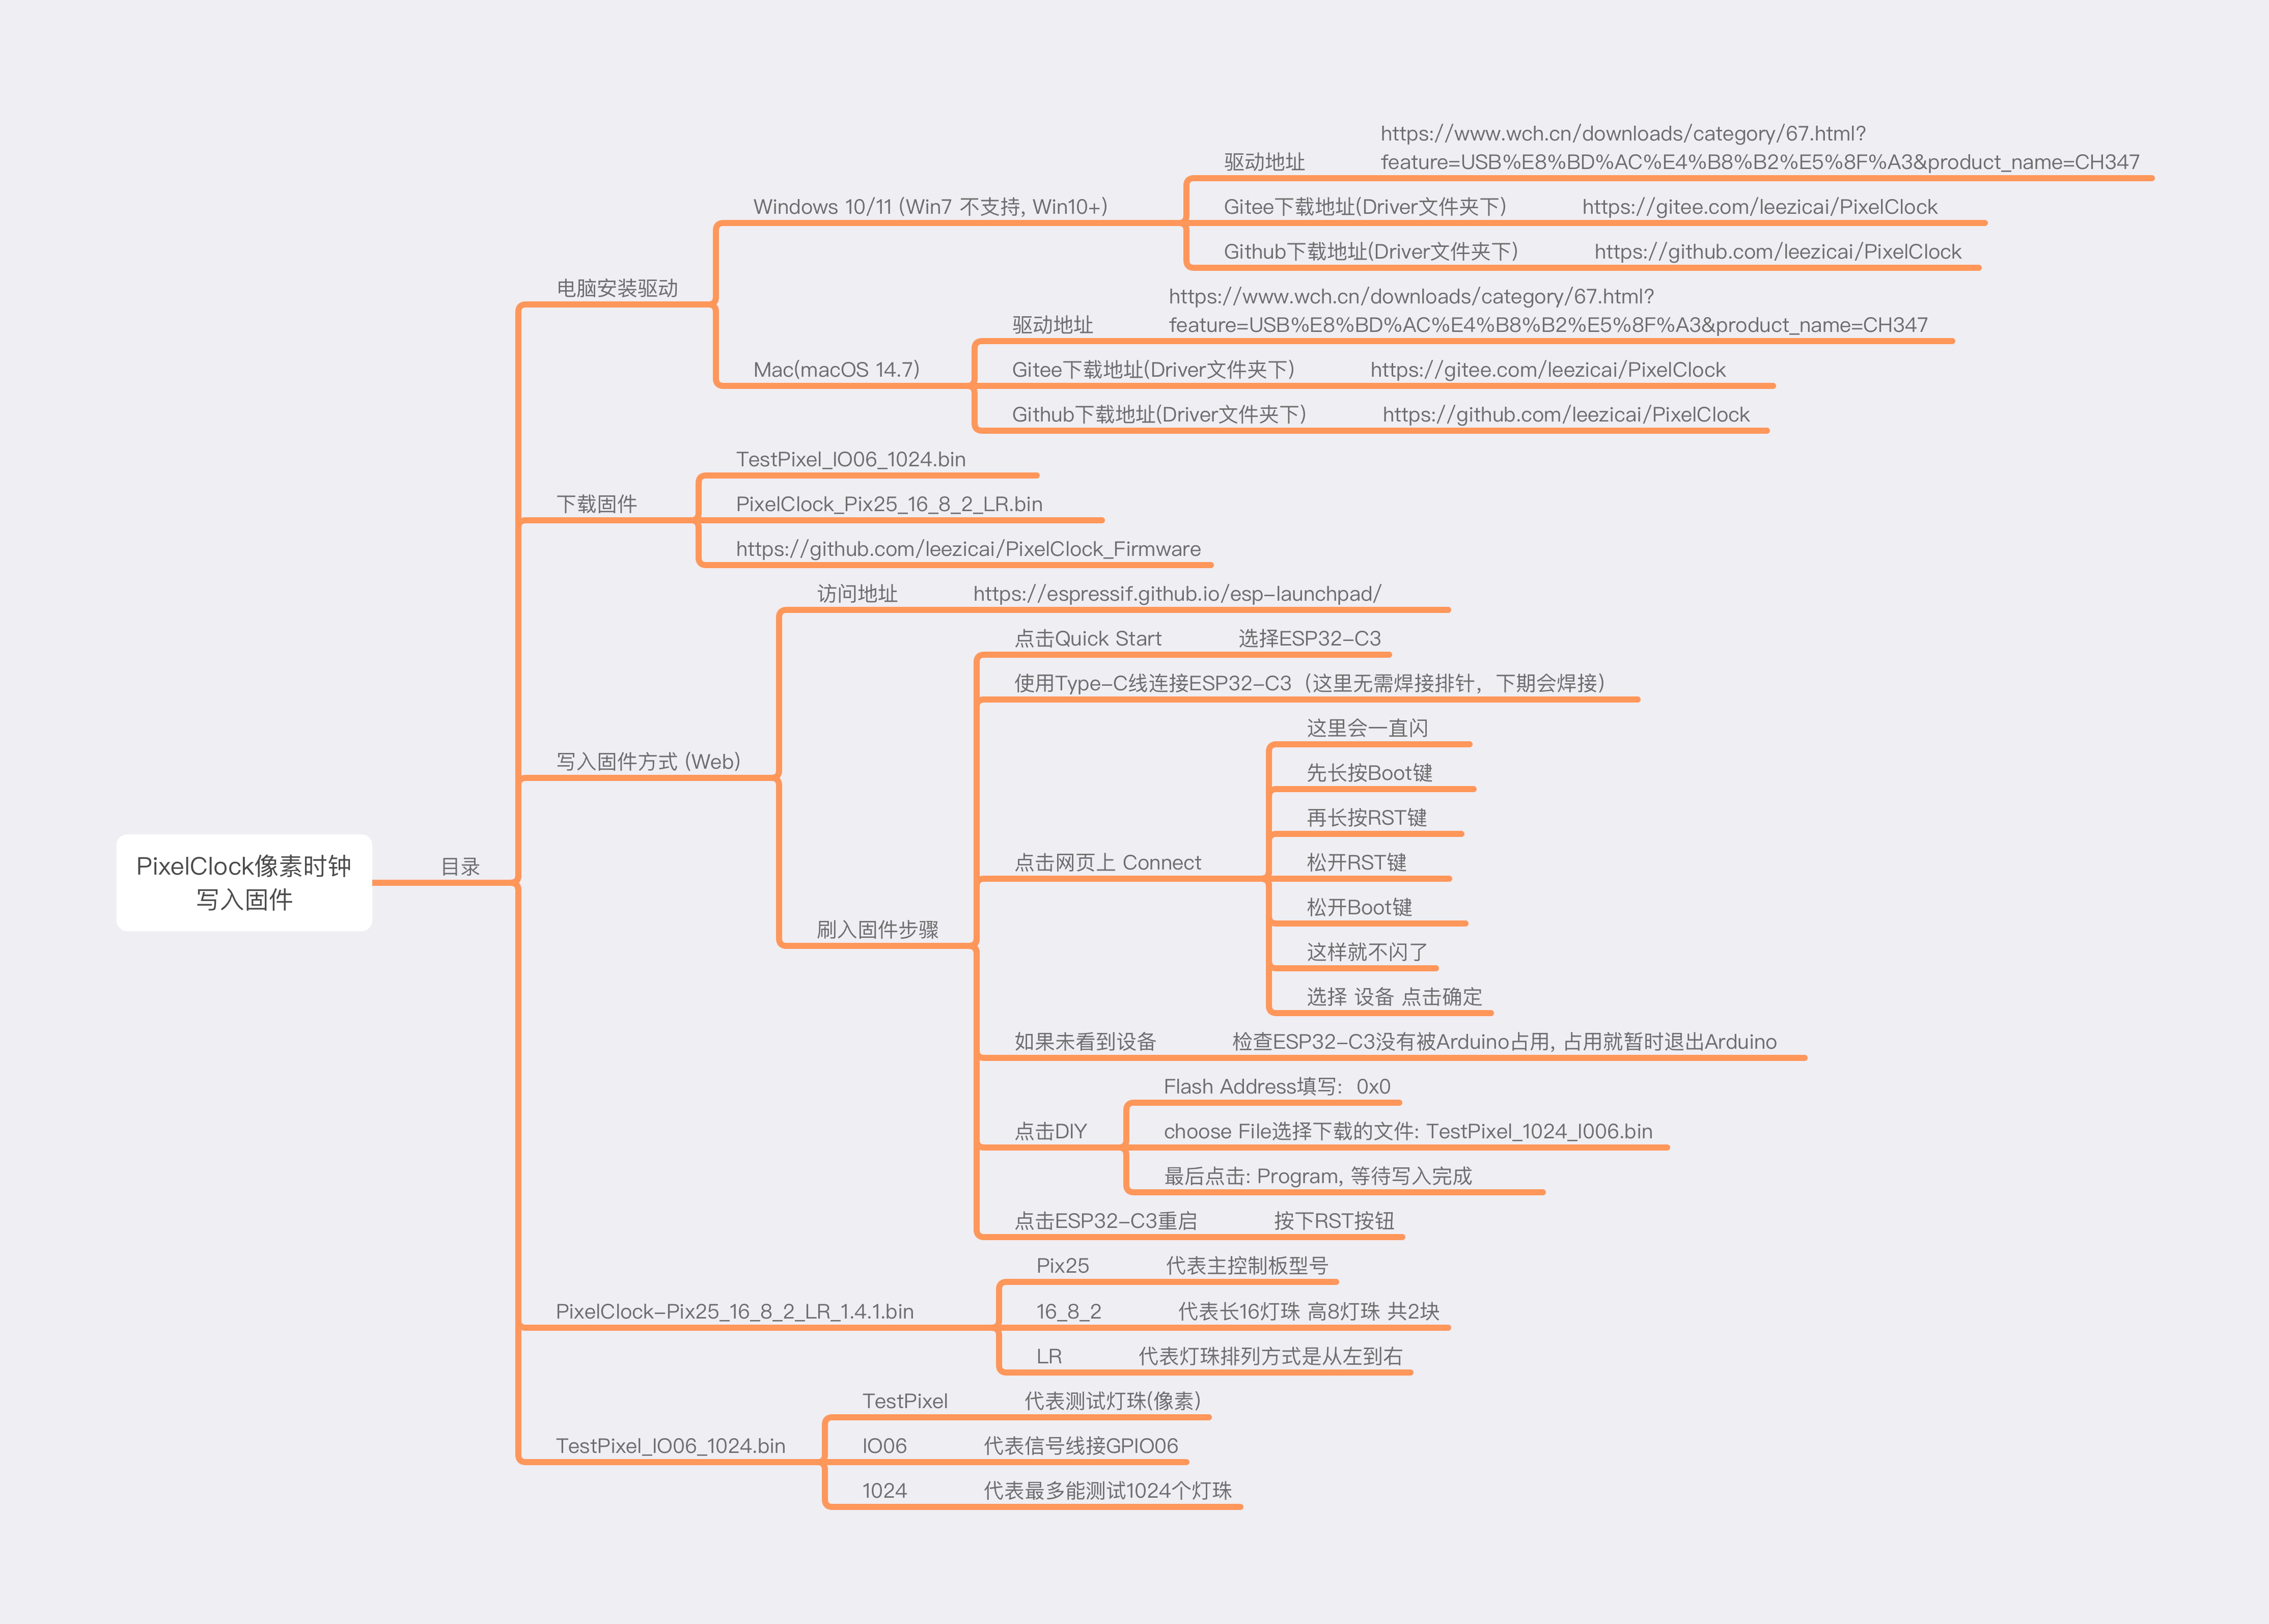 PixelClock像素时钟
写入固件
目录
电脑安装驱动
Windows 10/11 (Win7 不支持, Win10+)
驱动地址
https://www.wch.cn/downloads/category/67.html?
feature=USB%E8%BD%AC%E4%B8%B2%E5%8F%A3&product_name=CH347
Gitee下载地址(Driver文件夹下)
https://gitee.com/leezicai/PixelClock
Github下载地址(Driver文件夹下)
https://github.com/leezicai/PixelClock
Mac(macOS 14.7)
驱动地址
https://www.wch.cn/downloads/category/67.html?
feature=USB%E8%BD%AC%E4%B8%B2%E5%8F%A3&product_name=CH347
Gitee下载地址(Driver文件夹下)
https://gitee.com/leezicai/PixelClock
Github下载地址(Driver文件夹下)
https://github.com/leezicai/PixelClock
下载固件
TestPixel_IO06_1024.bin
PixelClock_Pix25_16_8_2_LR.bin
https://github.com/leezicai/PixelClock_Firmware
写入固件方式 (Web)
访问地址
https://espressif.github.io/esp-launchpad/
刷入固件步骤
点击Quick Start
选择ESP32-C3
使用Type-C线连接ESP32-C3（这里无需焊接排针，下期会焊接）
点击网页上 Connect
这里会一直闪
先长按Boot键
再长按RST键
松开RST键
松开Boot键
这样就不闪了
选择 设备 点击确定
如果未看到设备
检查ESP32-C3没有被Arduino占用, 占用就暂时退出Arduino
点击DIY
Flash Address填写:  0x0
choose File选择下载的文件: TestPixel_1024_I006.bin
最后点击: Program, 等待写入完成
点击ESP32-C3重启
按下RST按钮
PixelClock-Pix25_16_8_2_LR_1.4.1.bin
Pix25
代表主控制板型号
16_8_2
代表长16灯珠 高8灯珠 共2块
LR
代表灯珠排列方式是从左到右
TestPixel_IO06_1024.bin
TestPixel
代表测试灯珠(像素)
IO06
代表信号线接GPIO06
1024
代表最多能测试1024个灯珠